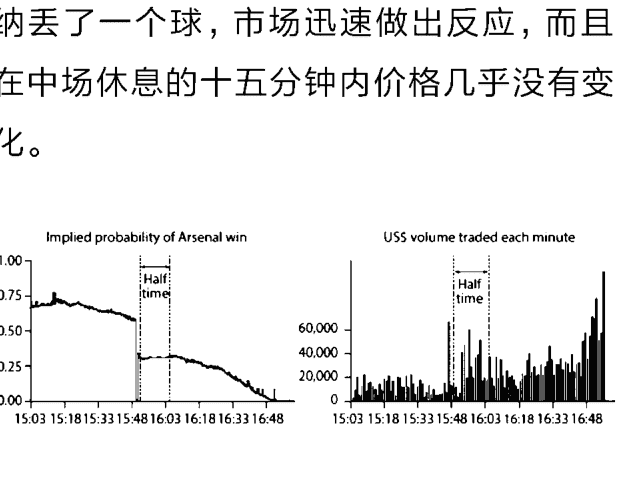 纳丢了一个球，市场迅速做出反应，而且
在中场休息的十五分钟内价格几乎没有变
化。
Implied probability of Arsenal win
US$ volume traded each minute
1.00
0.75
0.50
0.25
0.00
Half
time
15:03 15:18 15:33 15:48 16:03 16:18 16:33 16:48
Half
time
60,000
40,000
20,000
0
15:03 15:18 15:33 15:48 16:03 16:18 16:33 16:48